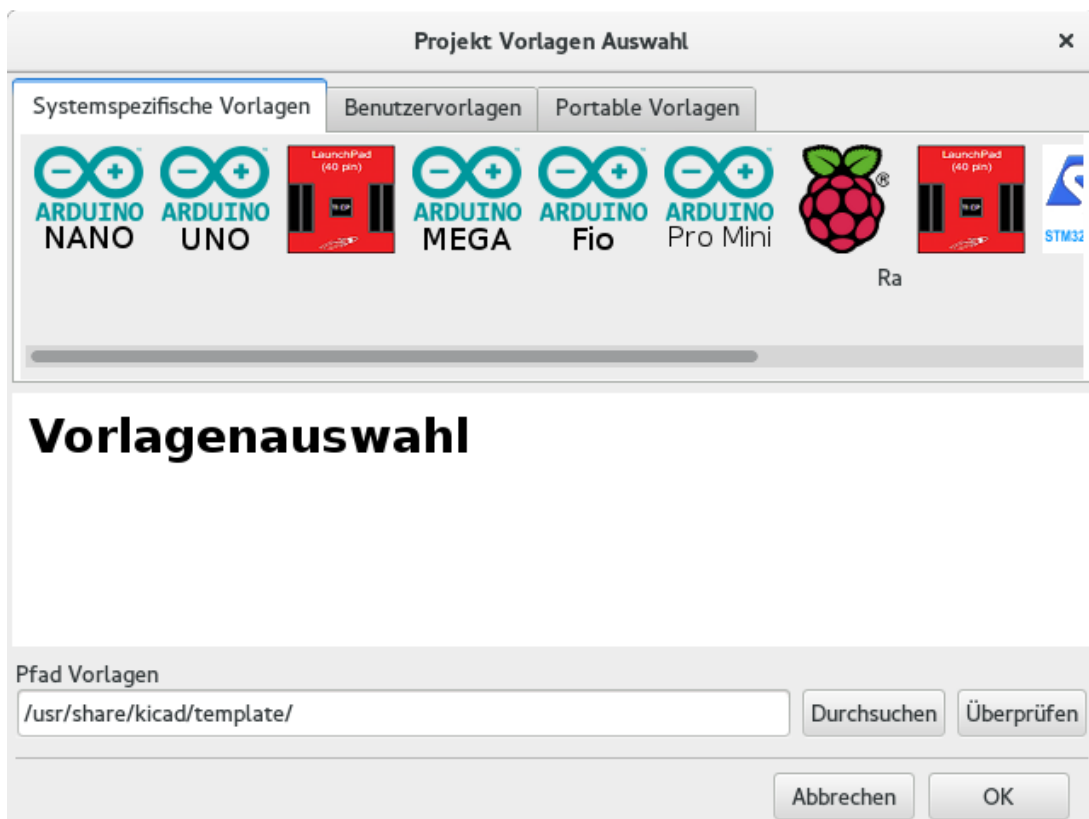 Projekt Vorlagen Auswahl
Systemspezifische Vorlagen Benutzervorlagen Portable Vorlagen
ARDUINO NANO
ARDUINO UNO
LaunchPad
(40 pin)
ARDUINO MEGA
ARDUINO Fio
ARDUINO Pro Mini
®
LaunchPad
(40 pin)
STM32
Ra
Vorlagenauswahl
Pfad Vorlagen
/usr/share/kicad/template/ Durchsuchen Überprüfen
Abbrechen OK